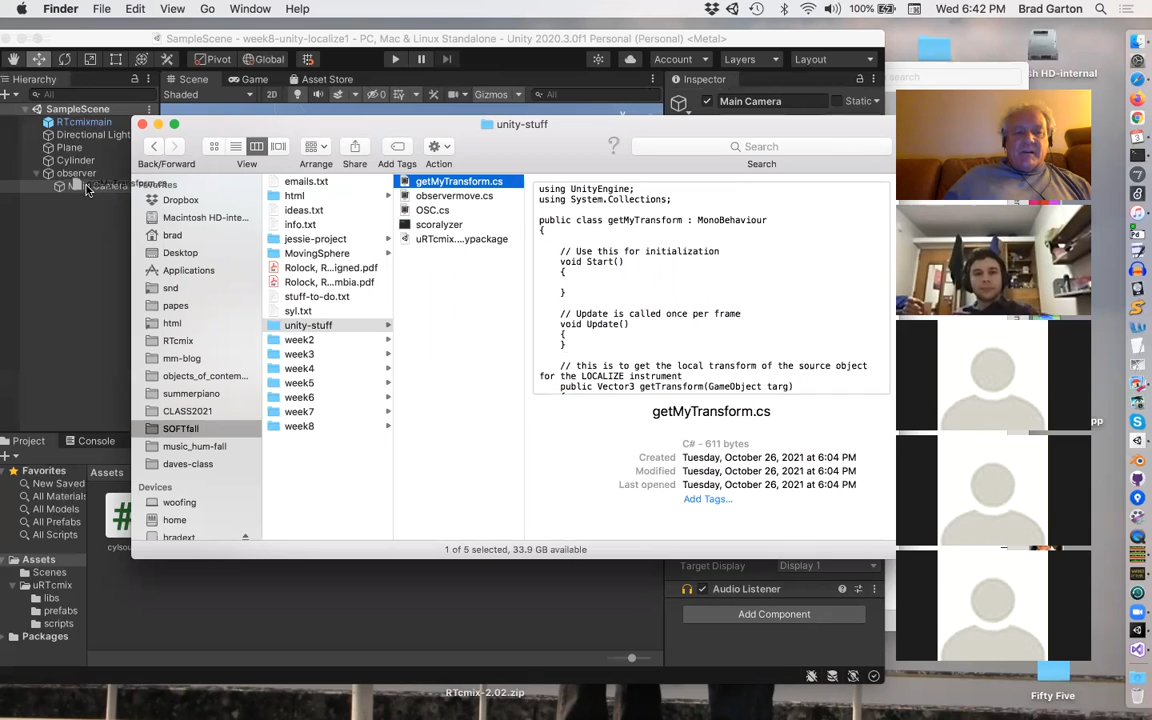 Finder File Edit View Go Window Help
100% Wed 6:42 PM Brad Garton
SampleScene - week8-unity-localize1 - PC, Mac & Linux Standalone - Unity 2020.3.0f1 Personal (Personal) <Metal>
Pivot Global Account Layers Layout
search
sh HD-internal
Hierarchy Scene Game Asset Store Inspector
All Shaded 2D 0 Gizmos All Main Camera Static
SampleScene
RTcmixmain
Directional Light
Plane
Cylinder
observer
unity-stuff
Back/Forward View Arrange Share Add Tags Action Search
Search
Favorites
Dropbox
Macintosh HD-inte...
brad
Desktop
Applications
snd
papes
html
RTcmix
mm-blog
objects_of_contem...
summerpiano
CLASS2021
SOFTfall
music_hum-fall
daves-class
Devices
woofing
home
bradext
emails.txt
html
ideas.txt
info.txt
jessie-project
MovingSphere
Rolock, R...igned.pdf
Rolock, R...mbia.pdf
stuff-to-do.txt
syl.txt
unity-stuff
week2
week3
week4
week5
week6
week7
week8
getMyTransform.cs
observermove.cs
OSC.cs
scoralyzer
uRTcm....ypackage
using UnityEngine;
using System.Collections;
public class getMyTransform : MonoBehaviour
{
// Use this for initialization
void Start()
{
}
// Update is called once per frame
void Update()
{
}
// this is to get the local transform of the source object
for the LOCALIZE instrument
public Vector3 getTransform(GameObject targ)
getMyTransform.cs
C# - 611 bytes
Created Tuesday, October 26, 2021 at 6:04 PM
Modified Tuesday, October 26, 2021 at 6:04 PM
Last opened Tuesday, October 26, 2021 at 6:04 PM
Add Tags...
1 of 5 selected, 33.9 GB available
Project Console
Favorites
New Saved
All Materials
All Models
All Prefabs
All Scripts
Assets
Scenes
uRTcmix
libs
prefabs
scripts
Packages
Assets
#
cylsou
Target Display Display 1
Audio Listener
Add Component
pp
RTcmix-2.02.zip
Fifty Five